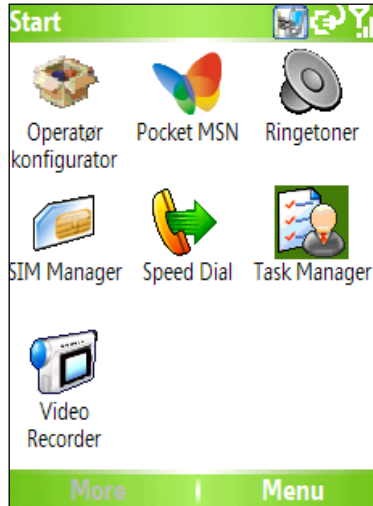 Start
Operatør konfigurator
Pocket MSN
Ringetoner
SIM Manager
Speed Dial
Task Manager
Video Recorder
More
Menu